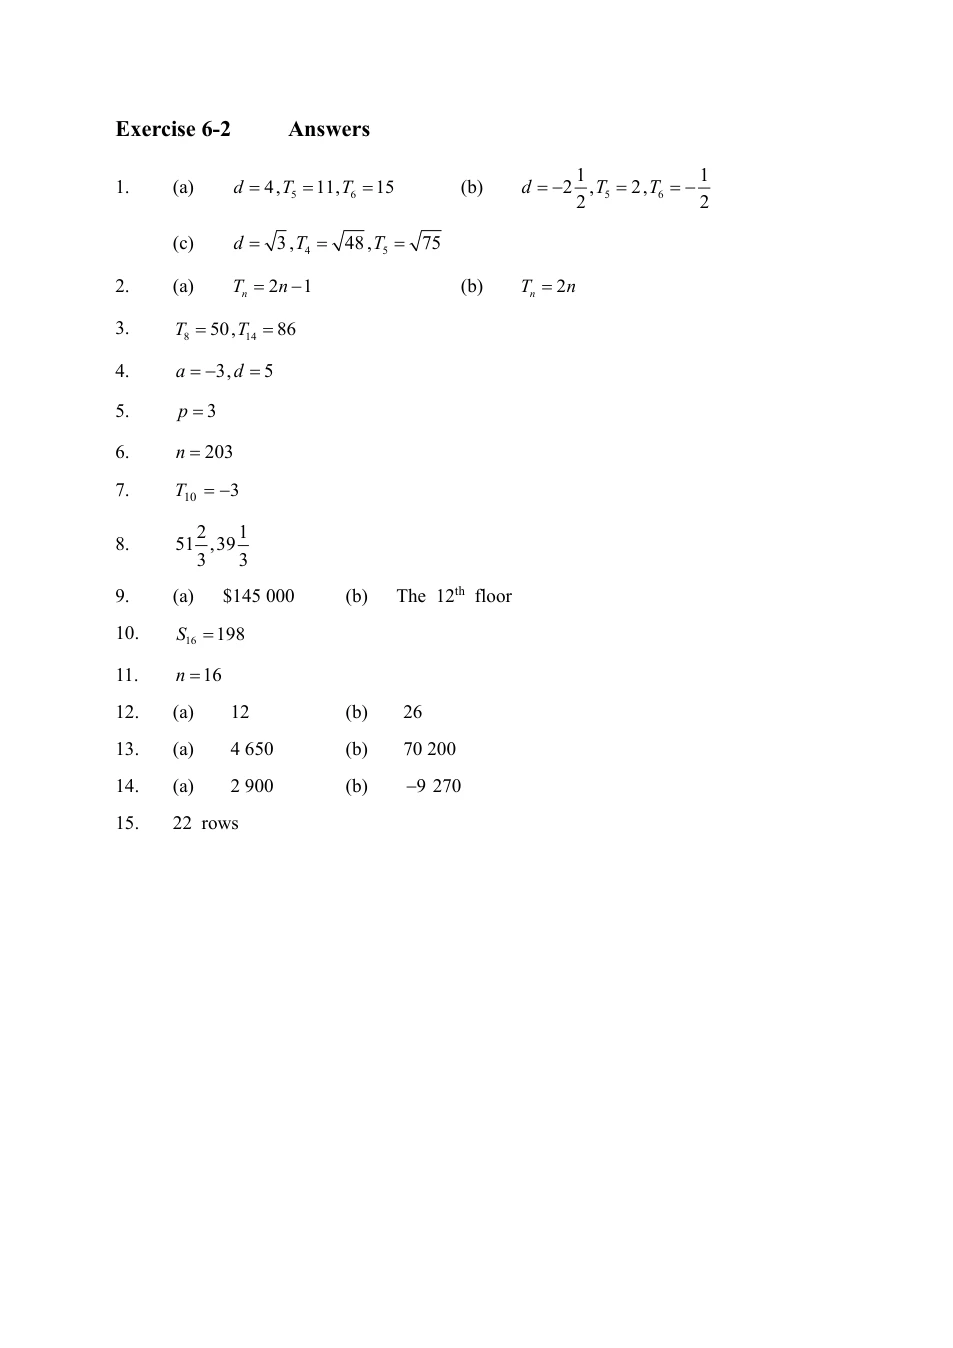 Exercise 6-2 Answers
1. (a) d = 4, T₅ = 11, T₆ = 15 (b) d = −2 1/2, T₅ = 2, T₆ = −1/2
(c) d = √3, T₄ = √48, T₅ = √75
2. (a) Tₙ = 2n − 1 (b) Tₙ = 2n
3. T₈ = 50, T₁₄ = 86
4. a = −3, d = 5
5. p = 3
6. n = 203
7. T₁₀ = −3
8. 51 2/3, 39 1/3
9. (a) $145 000 (b) The 12th floor
10. S₁₆ = 198
11. n = 16
12. (a) 12 (b) 26
13. (a) 4 650 (b) 70 200
14. (a) 2 900 (b) −9 270
15. 22 rows